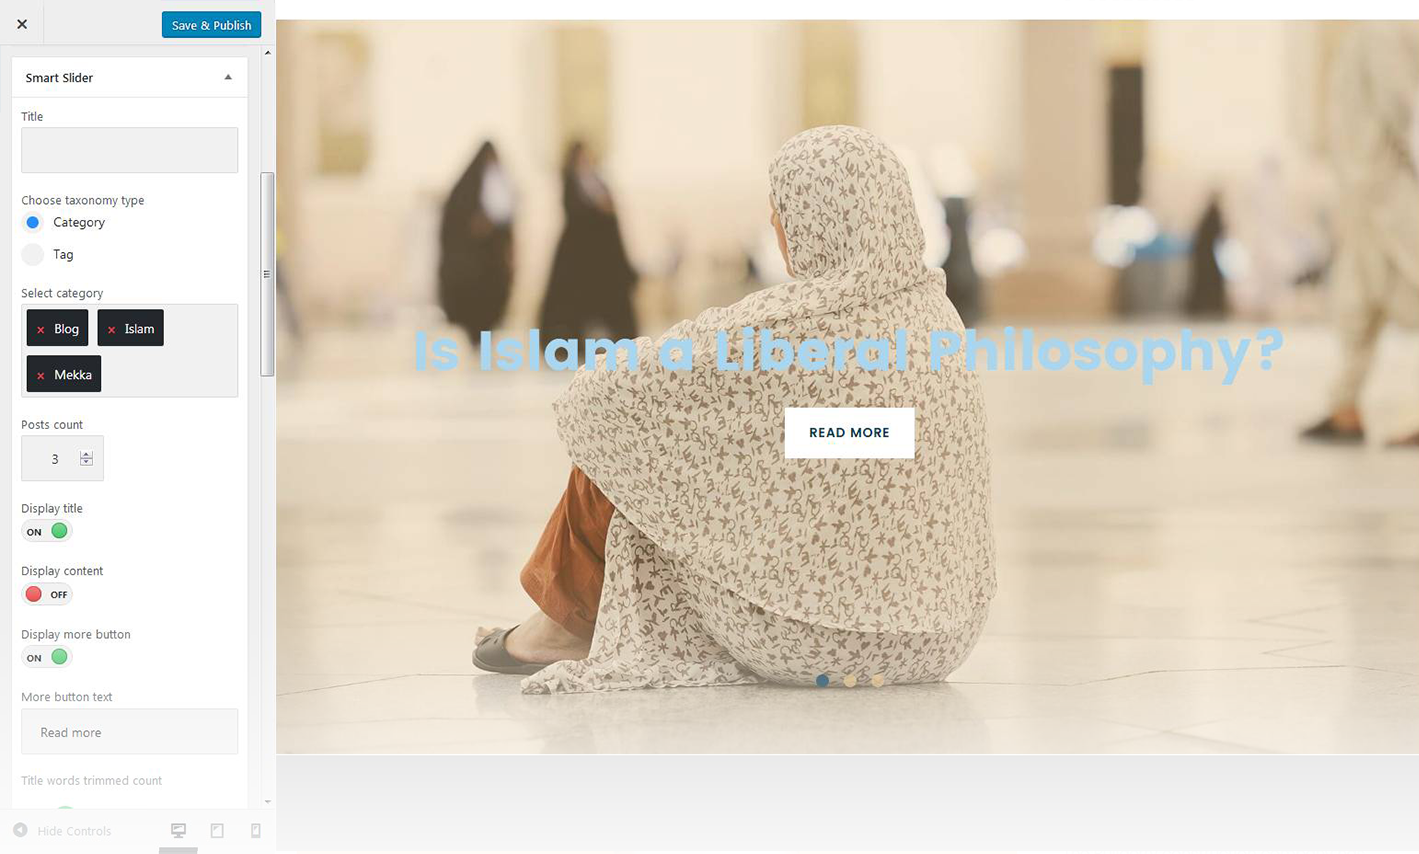 Save & Publish
Smart Slider
Title
Choose taxonomy type
Category
Tag
Select category
× Blog × Islam
× Mekka
Posts count
3
Display title
ON
Display content
OFF
Display more button
ON
More button text
Read more
Title words trimmed count
Hide Controls
Is Islam a Liberal Philosophy?
READ MORE